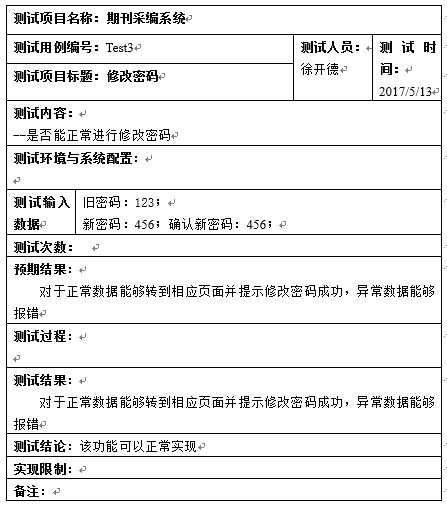 测试项目名称：期刊采编系统
测试用例编号：Test3
测试项目标题：修改密码
测试人员：
徐开德
测试时
间：
2017/5/13
测试内容：
--是否能正常进行修改密码
测试环境与系统配置：
测试输入
数据
旧密码：123；
新密码：456；确认新密码：456；
测试次数：
预期结果：
对于正常数据能够转到相应页面并提示修改密码成功，异常数据能够
报错
测试过程：
测试结果：
对于正常数据能够转到相应页面并提示修改密码成功，异常数据能够
报错
测试结论：该功能可以正常实现
实现限制：
备注：